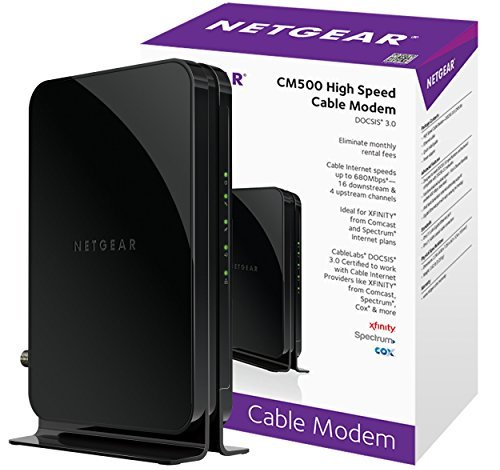 NETGEAR®
GEAR®
CM500 High Speed
Cable Modem
DOCSIS® 3.0
Eliminate monthly
rental fees
Cable Internet speeds
up to 680Mbps*—
16 downstream &
4 upstream channels
Ideal for XFINITY®
from Comcast
and Spectrum®
Internet plans
CableLabs® DOCSIS®
3.0 Certified to work
with Cable Internet
Providers like XFINITY®
from Comcast,
Spectrum®,
Cox® & more
xfinity
Spectrum
COX
Cable Modem
NETGEAR
NETGEAR